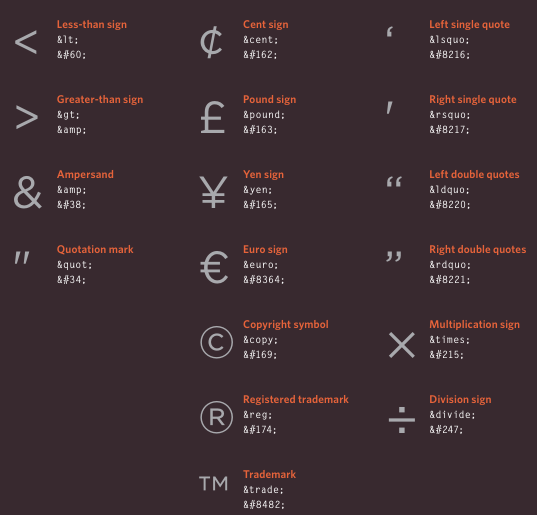 <
Less-than sign
&lt;
&#60;
>
Greater-than sign
&gt;
&amp;
&
Ampersand
&amp;
&#38;
"
Quotation mark
&quot;
&#34;
¢
Cent sign
&cent;
&#162;
£
Pound sign
&pound;
&#163;
¥
Yen sign
&yen;
&#165;
€
Euro sign
&euro;
&#8364;
©
Copyright symbol
&copy;
&#169;
®
Registered trademark
&reg;
&#174;
™
Trademark
&trade;
&#8482;
‘
Left single quote
&lsquo;
&#8216;
'
Right single quote
&rsquo;
&#8217;
“
Left double quotes
&ldquo;
&#8220;
”
Right double quotes
&rdquo;
&#8221;
×
Multiplication sign
&times;
&#215;
÷
Division sign
&divide;
&#247;